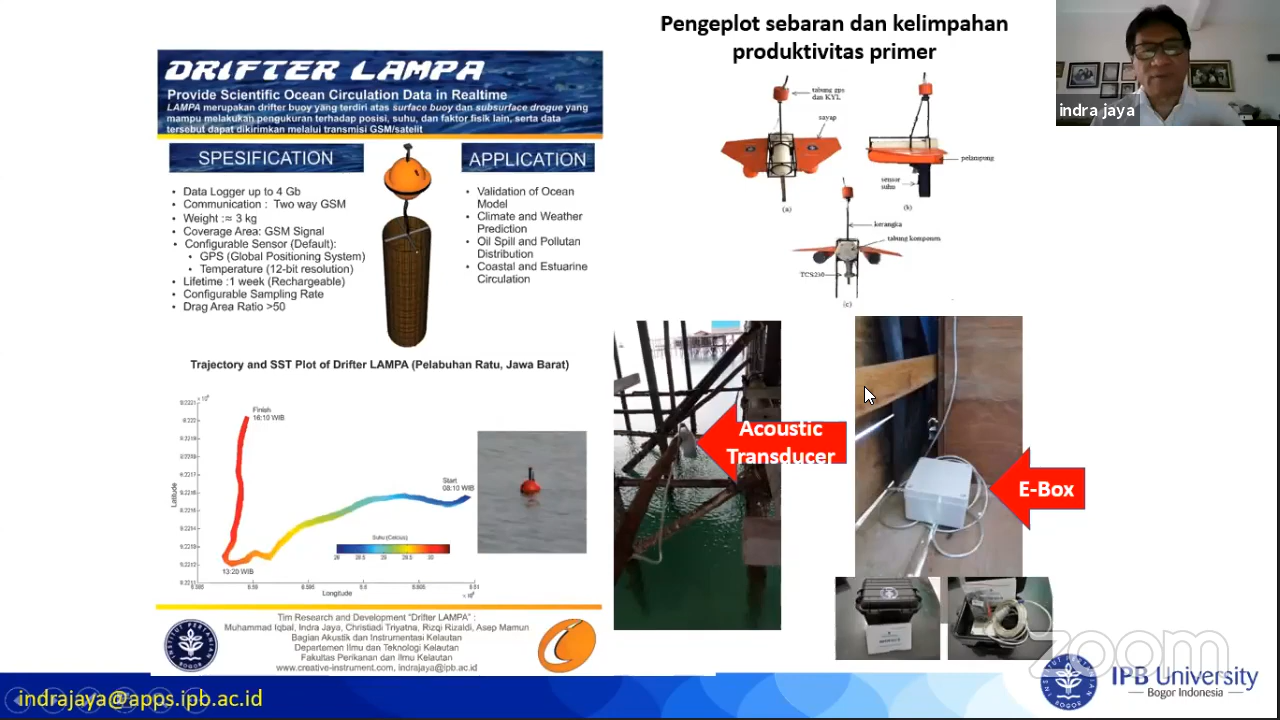 Pengeplot sebaran dan kelimpahan
produktivitas primer
indra jaya
DRIFTER LAMPA
Provide Scientific Ocean Circulation Data in Realtime
LAMPA merupakan drifter buoy yang terdiri atas surface buoy dan subsurface drogue yang
mampu melakukan pengukuran terhadap posisi, suhu, dan faktor fisik lain, serta data
tersebut dapat dikirimkan melalui transmisi GSM/satelit
SPESIFICATION
• Data Logger up to 4 Gb
• Communication : Two way GSM
• Weight :≈ 3 kg
• Coverage Area: GSM Signal
• Configurable Sensor (Default):
• GPS (Global Positioning System)
• Temperature (12-bit resolution)
• Lifetime :1 week (Rechargeable)
• Configurable Sampling Rate
• Drag Area Ratio >50
APPLICATION
• Validation of Ocean
Model
• Climate and Weather
Prediction
• Oil Spill and Pollutan
Distribution
• Coastal and Estuarine
Circulation
tabung gps
dan KYL
sayap
(a)
pelampung
sensor
suhu
(b)
kerangka
tabung komponen
TCS230
(c)
Trajectory and SST Plot of Drifter LAMPA (Pelabuhan Ratu, Jawa Barat)
Finish
16:10 WIB
Start
08:10 WIB
13:20 WIB
Latitude
Suhu (Celcius)
Longitude
Acoustic
Transducer
E-Box
Tim Research and Development "Drifter LAMPA" :
Muhammad Iqbal, Indra Jaya, Christiadi Triyatna, Rizqi Rizaldi, Asep Mamun
Bagian Akustik dan Instrumentasi Kelautan
Departemen Ilmu dan Teknologi Kelautan
Fakultas Perikanan dan Ilmu Kelautan
www.creative-instrument.com, indrajaya@ipb.ac.id
zoom
IPB University
Bogor Indonesia
indrajaya@apps.ipb.ac.id